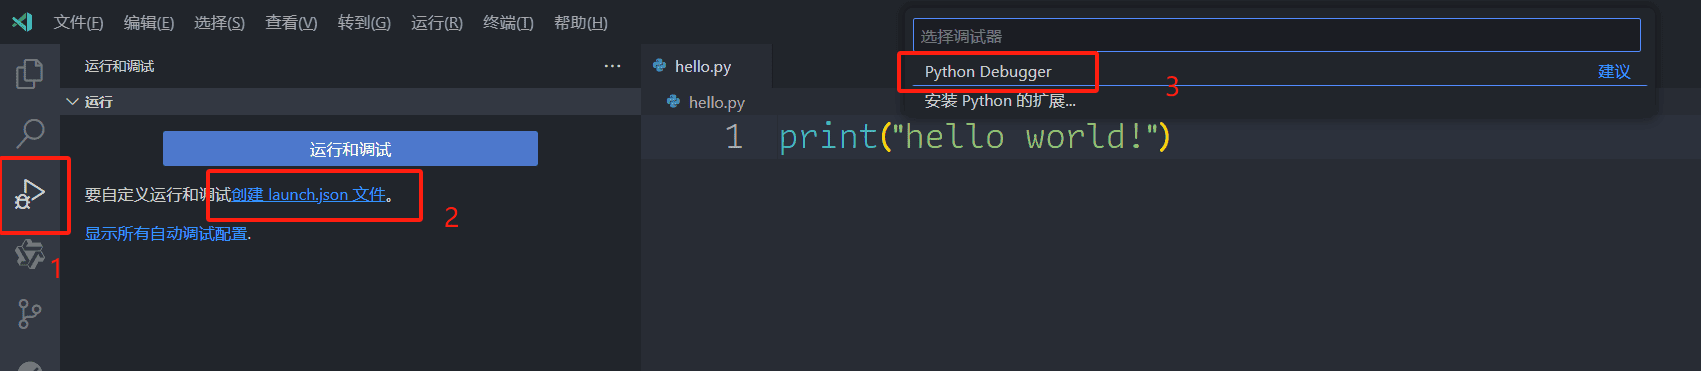 文件(F) 编辑(E) 选择(S) 查看(V) 转到(G) 运行(R) 终端(T) 帮助(H)
运行和调试 ···
运行
运行和调试
要自定义运行和调试创建 launch.json 文件。
显示所有自动调试配置.
1
2
hello.py
hello.py
1 print("hello world!")
选择调试器
Python Debugger 建议
3
安装 Python 的扩展...